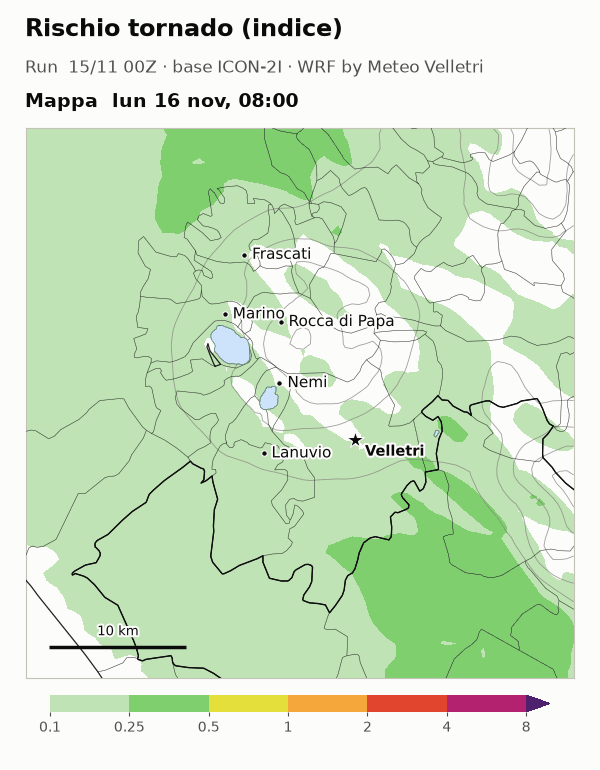 Rischio tornado (indice)
Run 15/11 00Z · base ICON-2I · WRF by Meteo Velletri
Mappa lun 16 nov, 08:00
Frascati
Marino
Rocca di Papa
Nemi
Velletri
Lanuvio
10 km
0.1 0.25 0.5 1 2 4 8